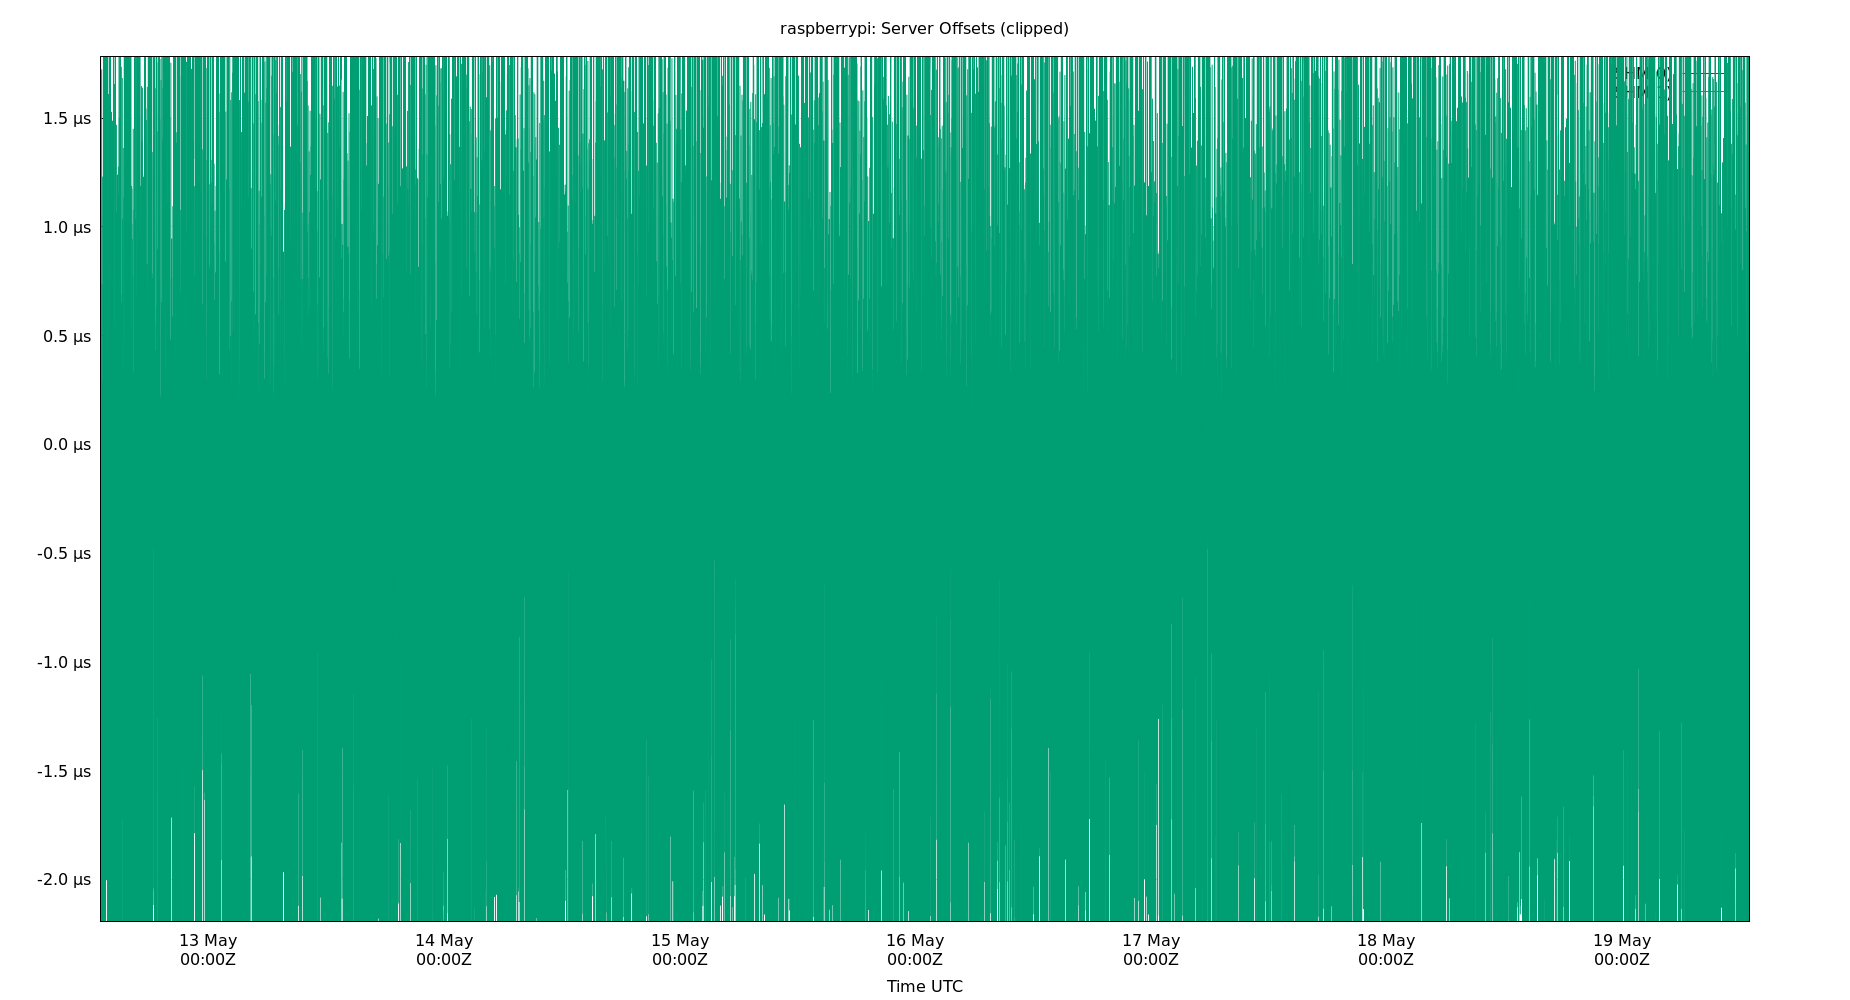 raspberrypi: Server Offsets (clipped)
1.5 µs
1.0 µs
0.5 µs
0.0 µs
-0.5 µs
-1.0 µs
-1.5 µs
-2.0 µs
13 May
00:00Z
14 May
00:00Z
15 May
00:00Z
16 May
00:00Z
17 May
00:00Z
18 May
00:00Z
19 May
00:00Z
Time UTC